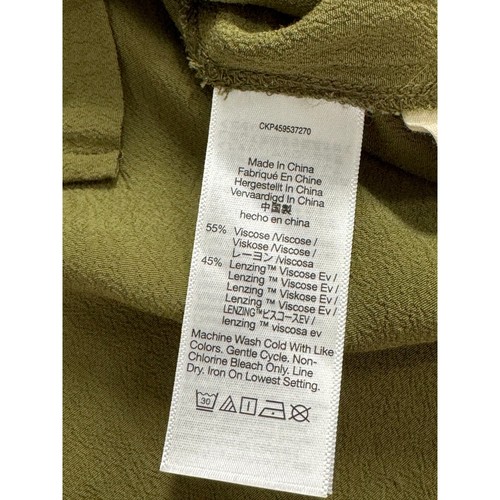 CKP459537270
Made In China
Fabriqué En Chine
Hergestellt In China
Vervaardigd In China
中国製
hecho en china
55% Viscose /Viscose /
Viskose /Viscose /
レーヨン /viscosa
45% Lenzing™ Viscose Ev /
Lenzing ™ Viscose Ev /
Lenzing ™ Viskose Ev /
Lenzing ™ Viscose Ev /
LENZING™ビスコースEV /
lenzing ™ viscosa ev
Machine Wash Cold With Like
Colors. Gentle Cycle. Non-
Chlorine Bleach Only. Line
Dry. Iron On Lowest Setting.
30